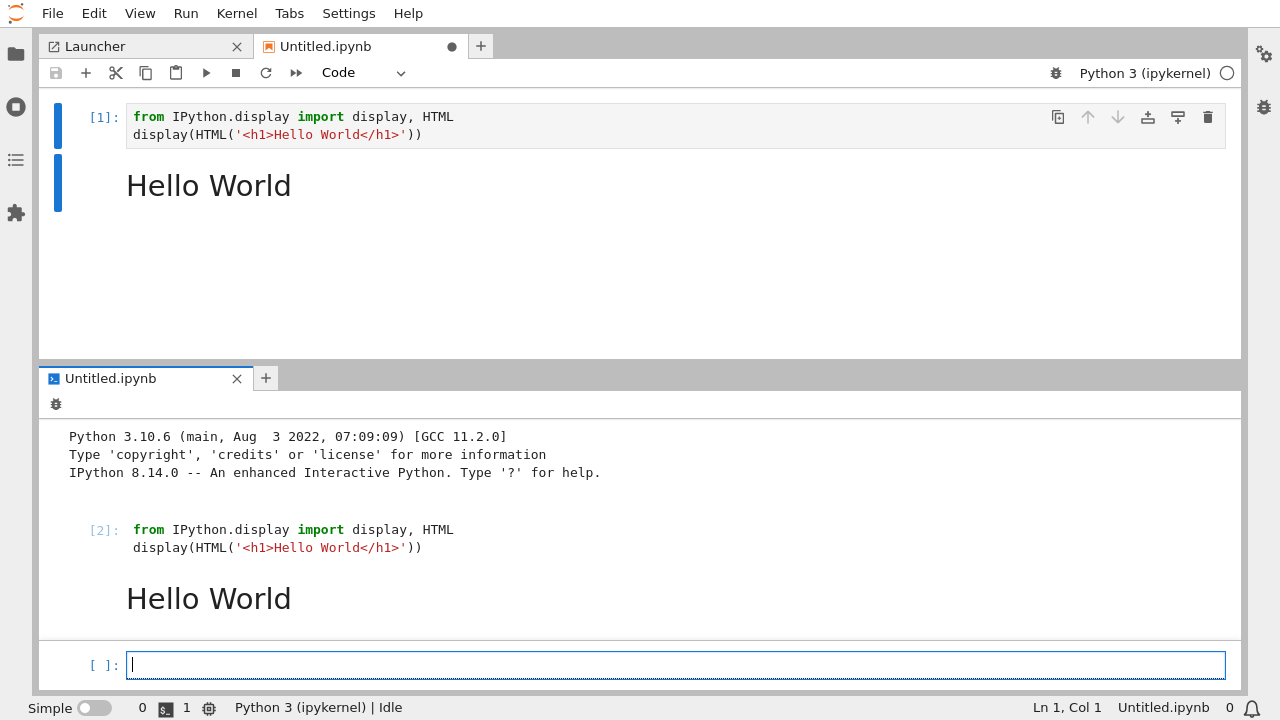 File Edit View Run Kernel Tabs Settings Help
Launcher Untitled.ipynb
Code Python 3 (ipykernel)
[1]: from IPython.display import display, HTML
display(HTML('<h1>Hello World</h1>'))
Hello World
Untitled.ipynb
Python 3.10.6 (main, Aug  3 2022, 07:09:09) [GCC 11.2.0]
Type 'copyright', 'credits' or 'license' for more information
IPython 8.14.0 -- An enhanced Interactive Python. Type '?' for help.
[2]: from IPython.display import display, HTML
display(HTML('<h1>Hello World</h1>'))
Hello World
[ ]:
Simple 0 $_ 1 Python 3 (ipykernel) | Idle Ln 1, Col 1 Untitled.ipynb 0